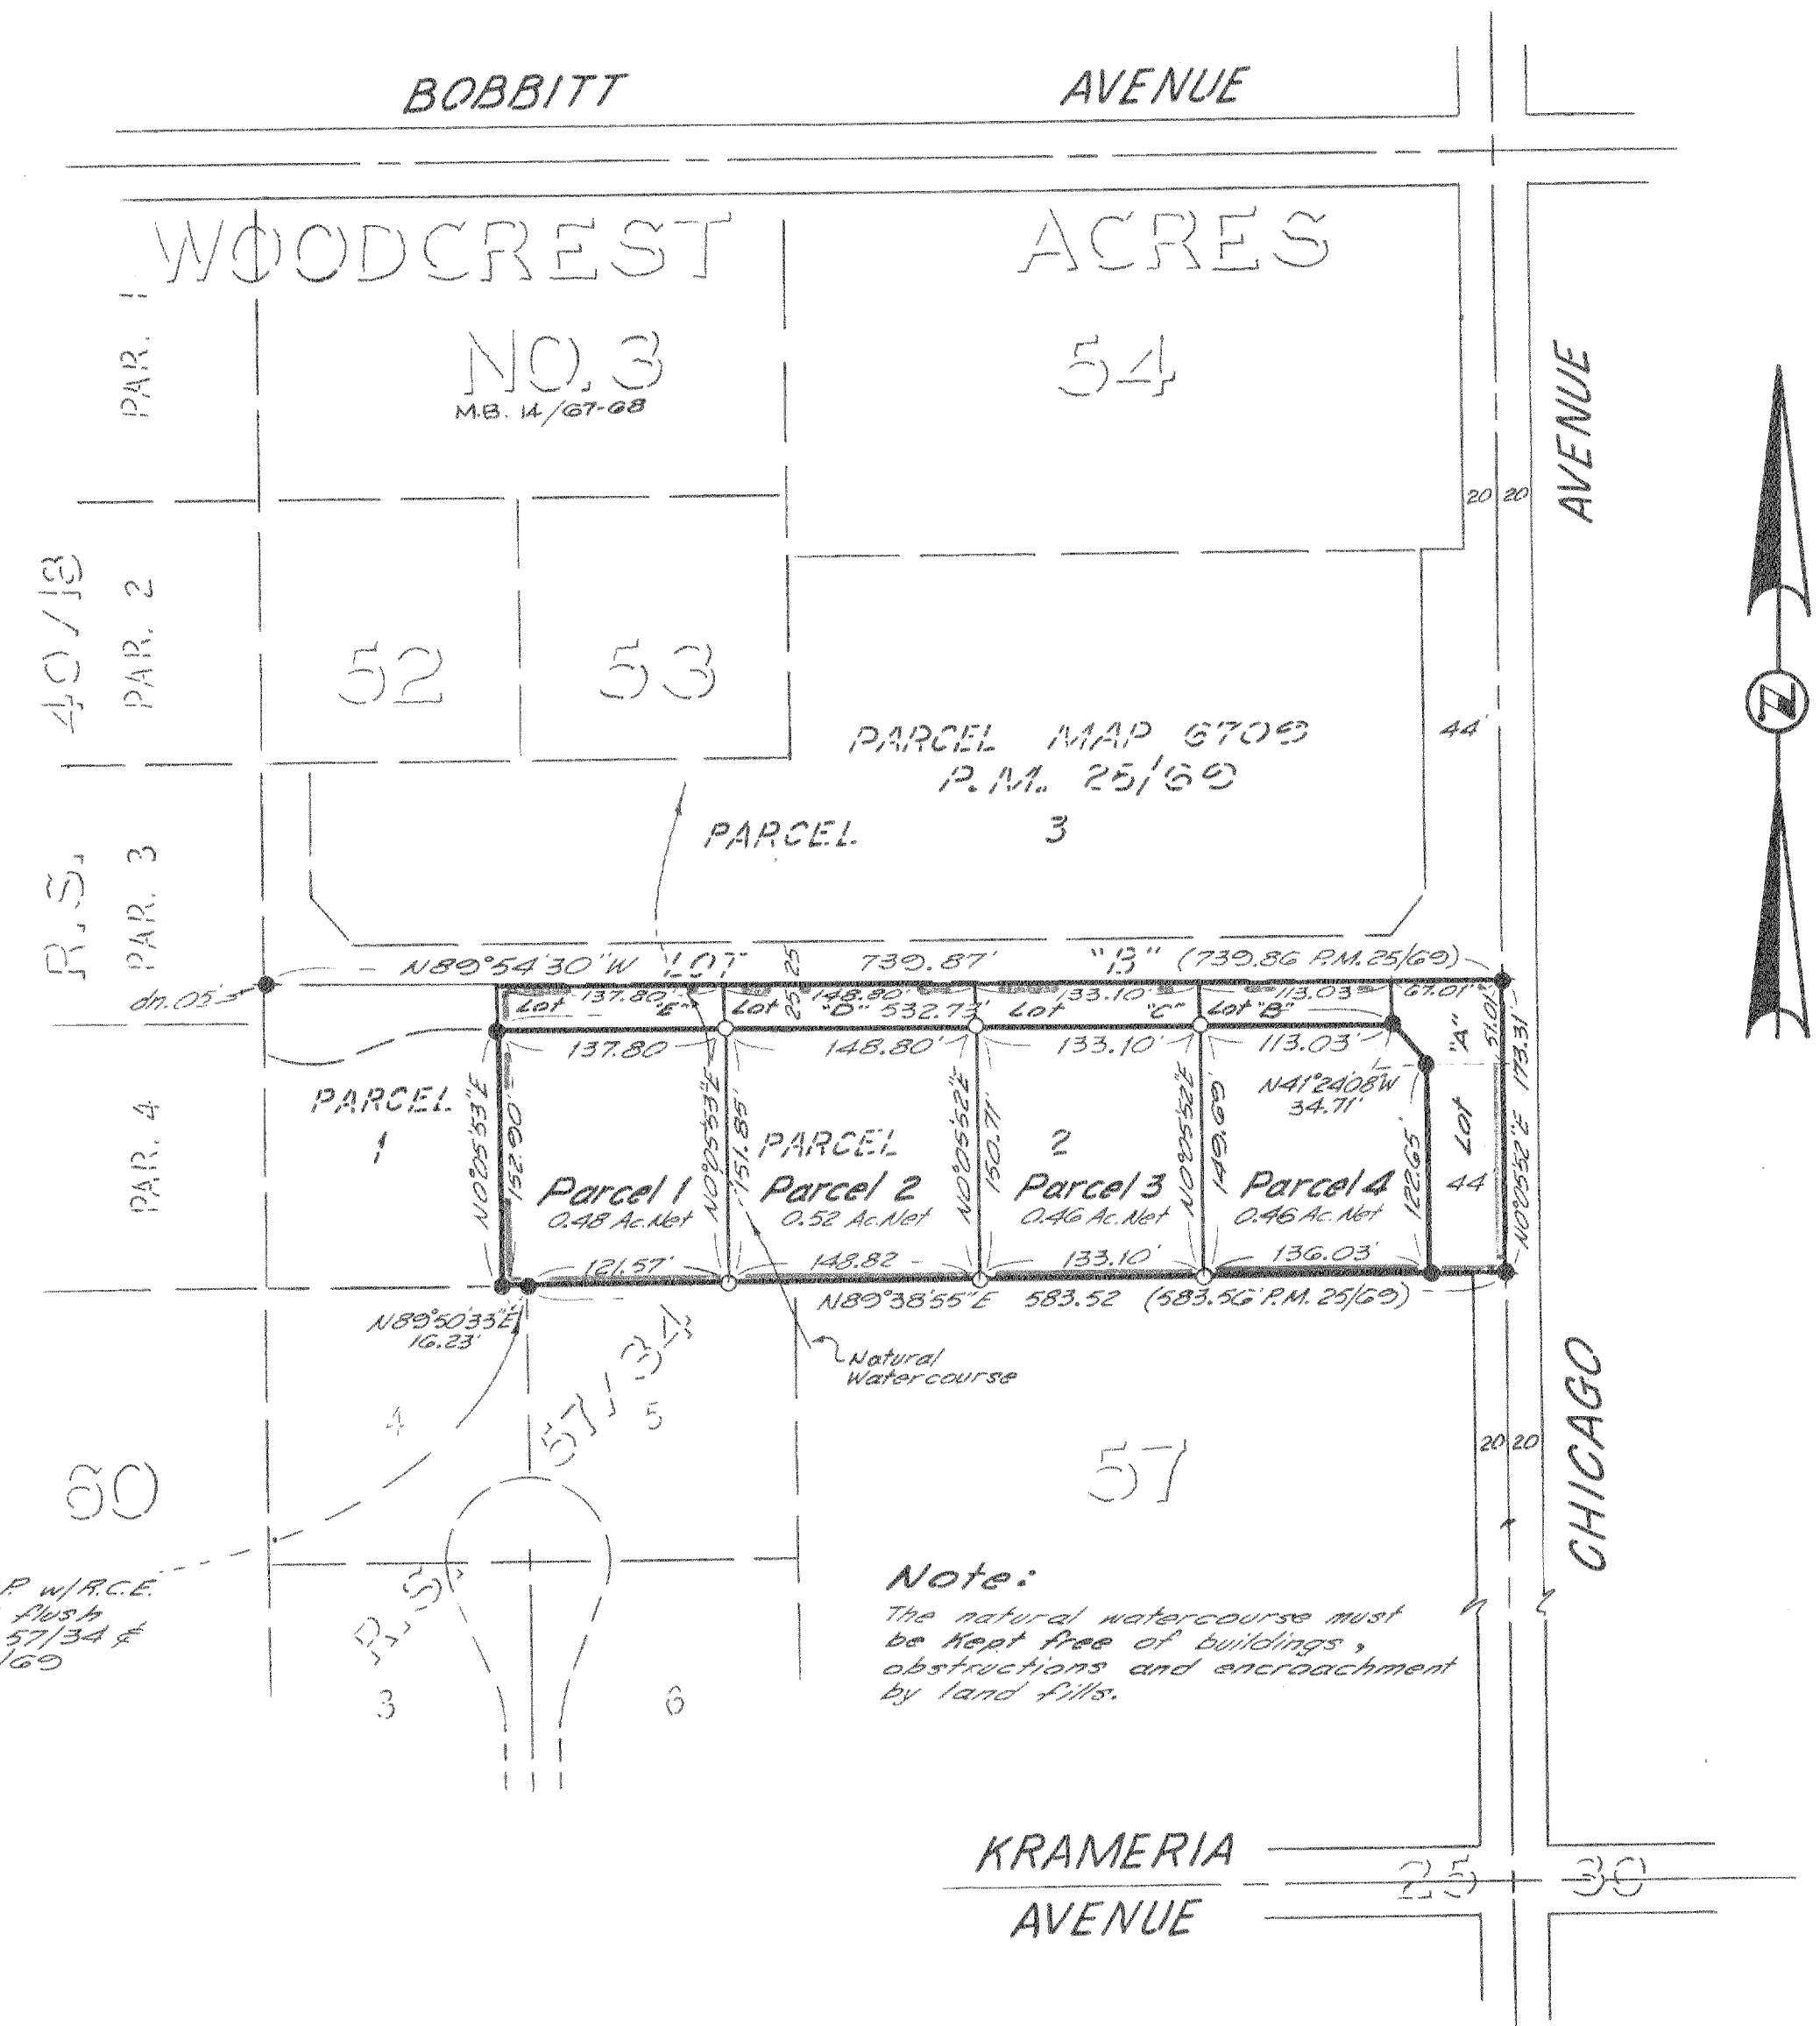 BOBBITT AVENUE
WOODCREST ACRES
PAR. 1
NO. 3
M.B. 14/67-68
54
AVENUE
20 20
R.S. 40/18
PAR. 2
52
53
44'
PARCEL MAP 6709
P.M. 25/69
PARCEL 3
PAR. 3
N89°54'30"W LOT 25 739.87' "B" (739.86 P.M.25/69)
dn.05'
137.80' 25 148.80' 133.10' 113.03' 67.01'
Lot "E" Lot "D" 532.73' Lot "C" Lot "B"
137.80 148.80' 133.10' 113.03'
Lot "A"
51.01'
N0°05'52"E 173.31'
N41°24'08"W
34.71'
PARCEL
1
PAR. 4
N0°05'53"E
152.90'
N0°05'53"E
151.85'
N0°05'52"E
150.71'
N0°05'52"E
149.69'
122.65'
44
PARCEL 2
Parcel 1 Parcel 2 Parcel 3 Parcel 4
0.48 Ac. Net 0.52 Ac. Net 0.46 Ac. Net 0.46 Ac. Net
121.57' 148.82 133.10' 136.03'
N89°38'55"E 583.52 (583.56' P.M. 25/69)
N89°50'33"E
16.23'
Natural
Watercourse
4
R.S. 57/34
5
57
20 20
CHICAGO
60
P. w/R.C.E.
flush
57/34 &
/69
3
6
Note:
The natural watercourse must
be Kept free of buildings,
obstructions and encroachment
by land fills.
KRAMERIA
AVENUE
25 30